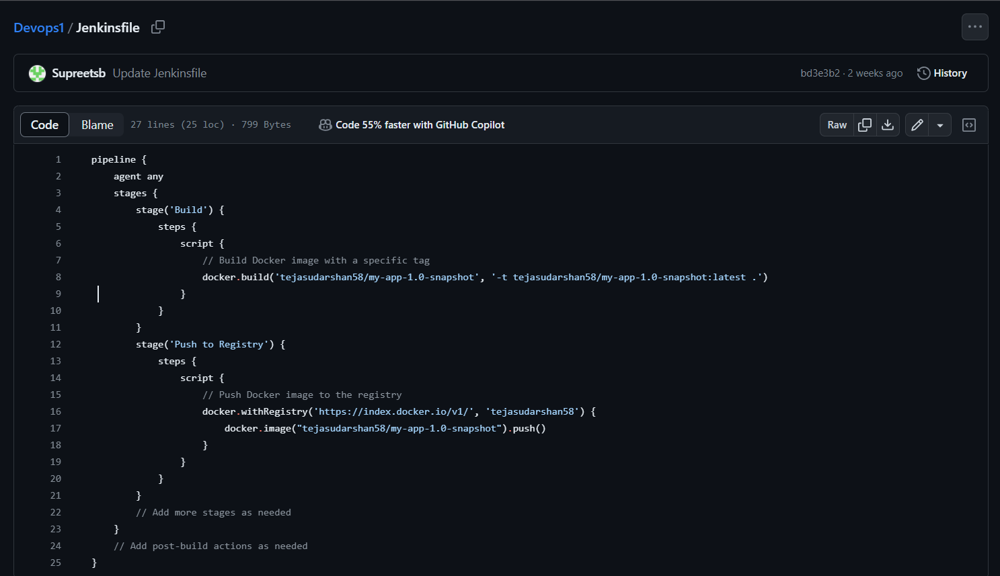 Devops1 / Jenkinsfile
Supreetsb Update Jenkinsfile bd3e3b2 · 2 weeks ago History
Code Blame 27 lines (25 loc) · 799 Bytes Code 55% faster with GitHub Copilot Raw
1 pipeline {
2     agent any
3     stages {
4         stage('Build') {
5             steps {
6                 script {
7                     // Build Docker image with a specific tag
8                     docker.build('tejasudarshan58/my-app-1.0-snapshot', '-t tejasudarshan58/my-app-1.0-snapshot:latest .')
9                 }
10             }
11         }
12         stage('Push to Registry') {
13             steps {
14                 script {
15                     // Push Docker image to the registry
16                     docker.withRegistry('https://index.docker.io/v1/', 'tejasudarshan58') {
17                         docker.image("tejasudarshan58/my-app-1.0-snapshot").push()
18                     }
19                 }
20             }
21         }
22         // Add more stages as needed
23     }
24     // Add post-build actions as needed
25 }